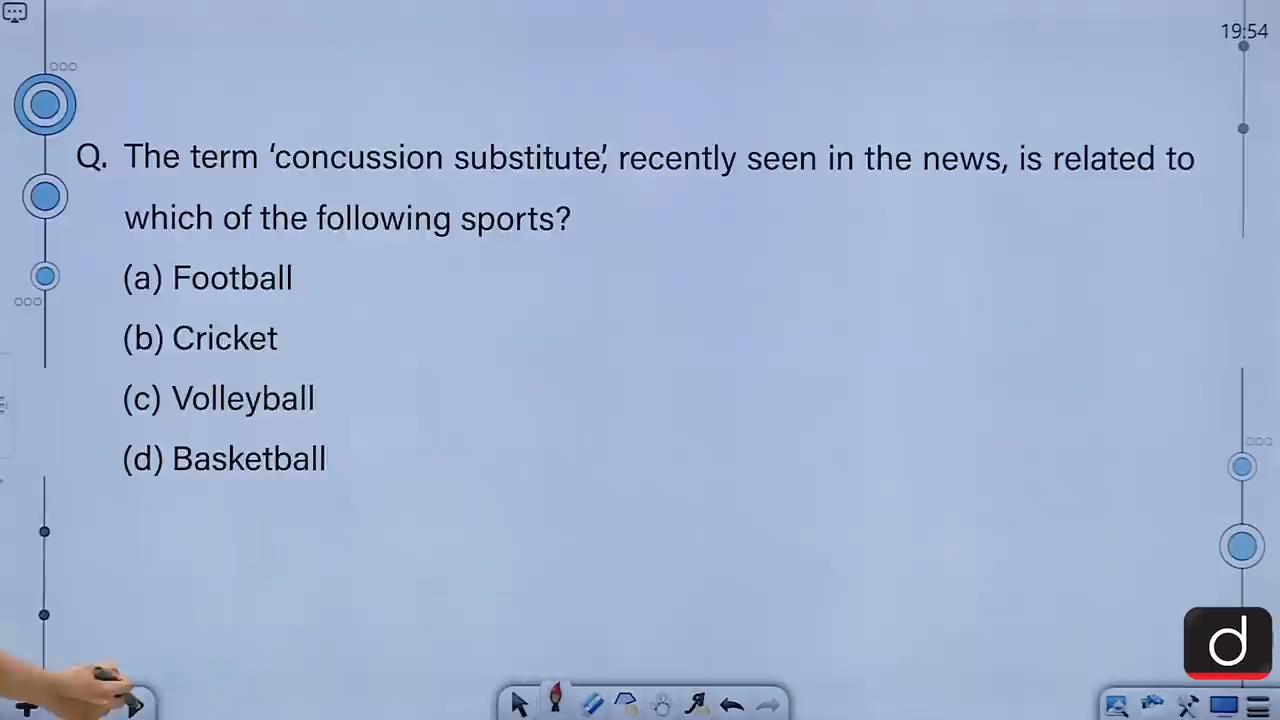 19:54
Q. The term ‘concussion substitute’, recently seen in the news, is related to
which of the following sports?
(a) Football
(b) Cricket
(c) Volleyball
(d) Basketball
d